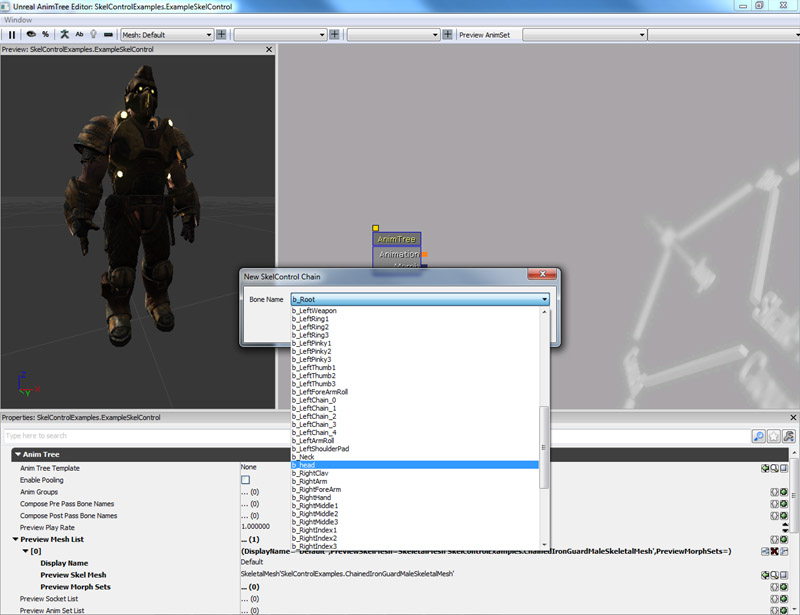 Unreal AnimTree Editor: SkelControlExamples.ExampleSkelControl
Window
% Ab Mesh: Default Preview AnimSet
Preview: SkelControlExamples.ExampleSkelControl
AnimTree
Animation
New SkelControl Chain
Bone Name b_Root
b_LeftWeapon
b_LeftRing1
b_LeftRing2
b_LeftRing3
b_LeftPinky1
b_LeftPinky2
b_LeftPinky3
b_LeftThumb1
b_LeftThumb2
b_LeftThumb3
b_LeftForeArmRoll
b_LeftChain_0
b_LeftChain_1
b_LeftChain_2
b_LeftChain_3
b_LeftChain_4
b_LeftArmRoll
b_LeftShoulderPad
b_Neck
b_head
b_RightClav
b_RightArm
b_RightForeArm
b_RightHand
b_RightMiddle1
b_RightMiddle2
b_RightMiddle3
b_RightIndex1
b_RightIndex2
b_RightIndex3
Z
X
Y
Properties: SkelControlExamples.ExampleSkelControl
Type here to search
Anim Tree
Anim Tree Template None
Enable Pooling
Anim Groups ... (0)
Compose Pre Pass Bone Names ... (0)
Compose Post Pass Bone Names ... (0)
Preview Play Rate 1.000000
Preview Mesh List ... (1)
[0] (DisplayName="Default",PreviewSkelMesh=SkeletalMesh'SkelControlExamples.ChainedIronGuardMaleSkeletalMesh',PreviewMorphSets=)
Display Name Default
Preview Skel Mesh SkeletalMesh'SkelControlExamples.ChainedIronGuardMaleSkeletalMesh'
Preview Morph Sets ... (0)
Preview Socket List ... (0)
Preview Anim Set List ... (0)